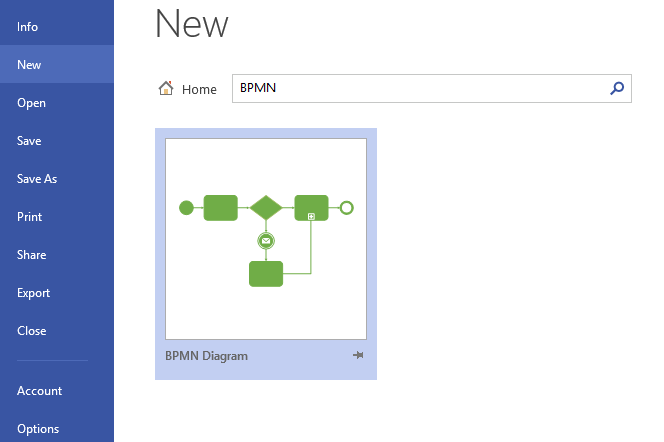 Info
New
Open
Save
Save As
Print
Share
Export
Close
Account
Options
New
Home
BPMN
BPMN Diagram